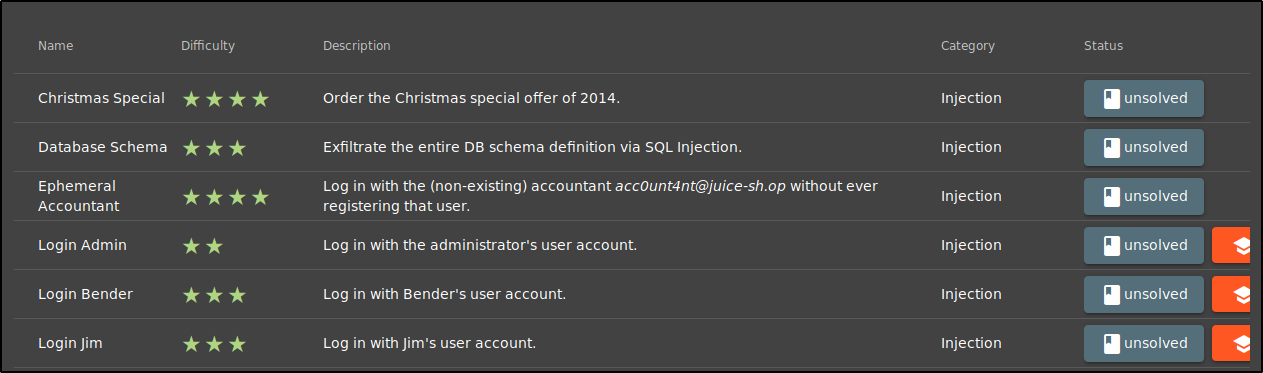 Name Difficulty Description Category Status
Christmas Special Order the Christmas special offer of 2014. Injection unsolved
Database Schema Exfiltrate the entire DB schema definition via SQL Injection. Injection unsolved
Ephemeral Accountant Log in with the (non-existing) accountant acc0unt4nt@juice-sh.op without ever registering that user. Injection unsolved
Login Admin Log in with the administrator's user account. Injection unsolved
Login Bender Log in with Bender's user account. Injection unsolved
Login Jim Log in with Jim's user account. Injection unsolved